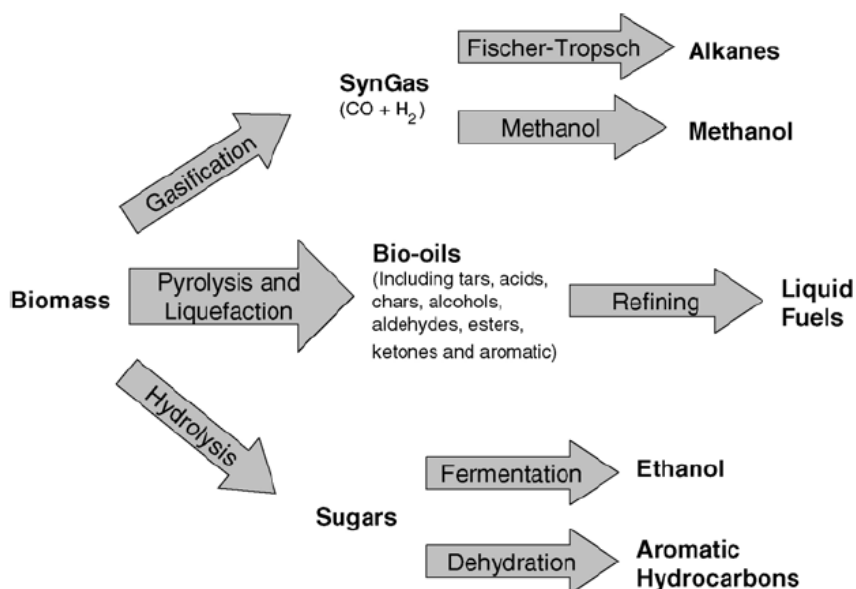 Fischer-Tropsch
Alkanes
SynGas
(CO + H₂)
Methanol
Methanol
Gasification
Biomass
Pyrolysis and
Liquefaction
Bio-oils
(Including tars, acids,
chars, alcohols,
aldehydes, esters,
ketones and aromatic)
Refining
Liquid
Fuels
Hydrolysis
Sugars
Fermentation
Ethanol
Dehydration
Aromatic
Hydrocarbons